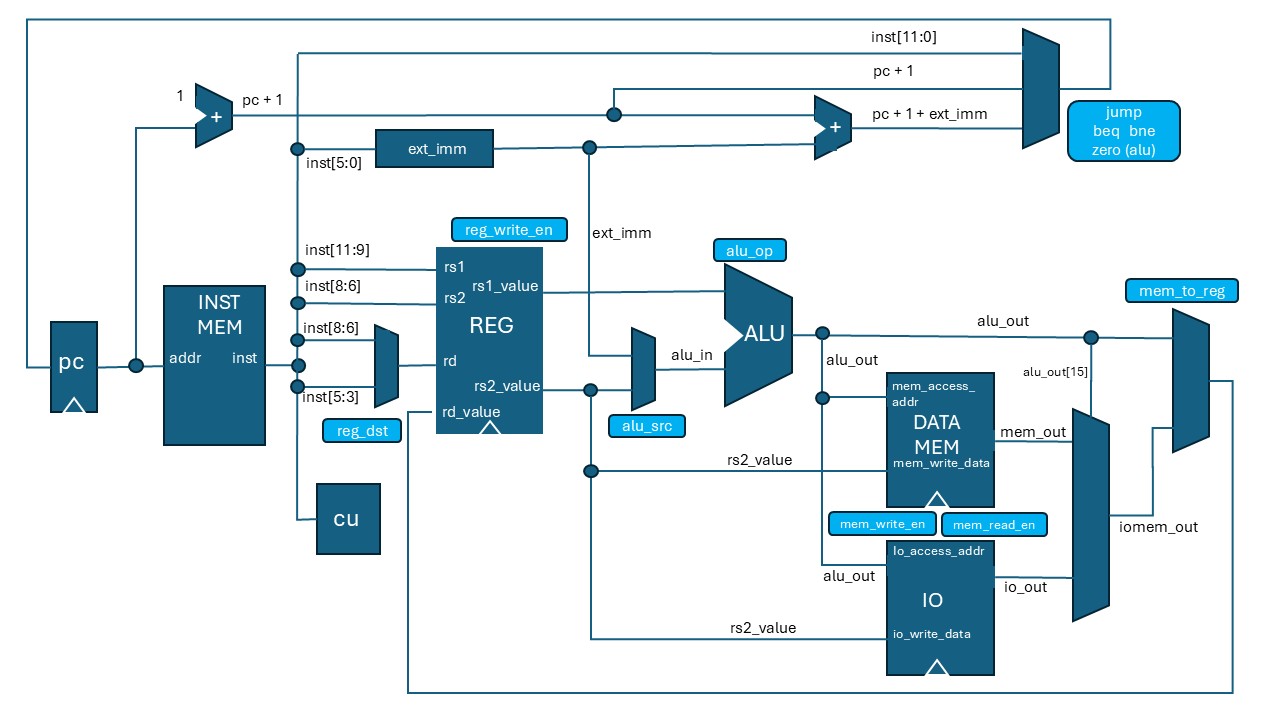 inst[11:0]
pc + 1
1
pc + 1
+
+
pc + 1 + ext_imm
jump
beq bne
zero (alu)
ext_imm
inst[5:0]
reg_write_en
ext_imm
alu_op
inst[11:9]
rs1
inst[8:6]
rs2
rs1_value
mem_to_reg
INST
MEM
REG
ALU
alu_out
inst[8:6]
pc
addr
inst
rd
alu_in
alu_out
alu_out[15]
inst[5:3]
rs2_value
mem_access_
addr
rd_value
reg_dst
alu_src
DATA
MEM
mem_out
rs2_value
mem_write_data
cu
mem_write_en
mem_read_en
iomem_out
Io_access_addr
alu_out
io_out
IO
rs2_value
io_write_data